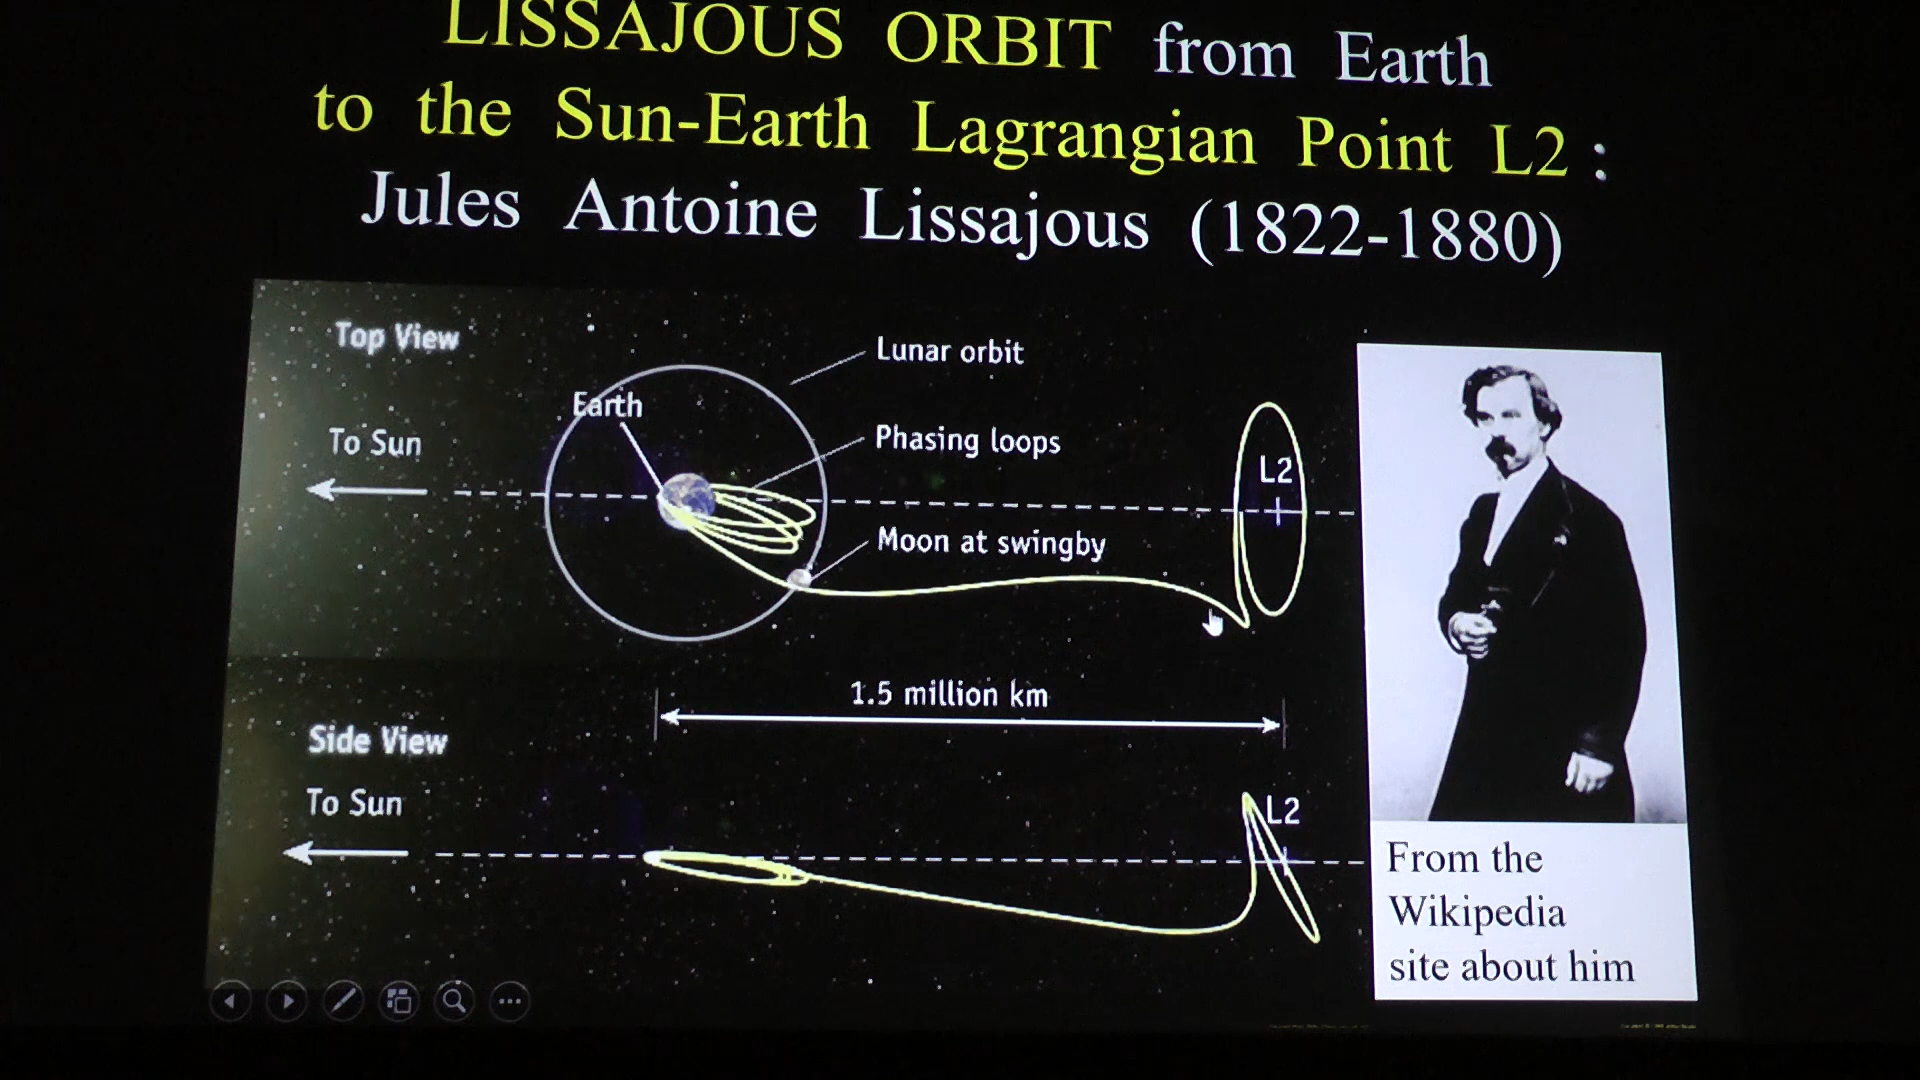 LISSAJOUS ORBIT from Earth
to the Sun-Earth Lagrangian Point L2 :
Jules Antoine Lissajous (1822-1880)
Top View
Lunar orbit
Earth
To Sun
Phasing loops
L2
Moon at swingby
1.5 million km
Side View
To Sun
L2
From the
Wikipedia
site about him